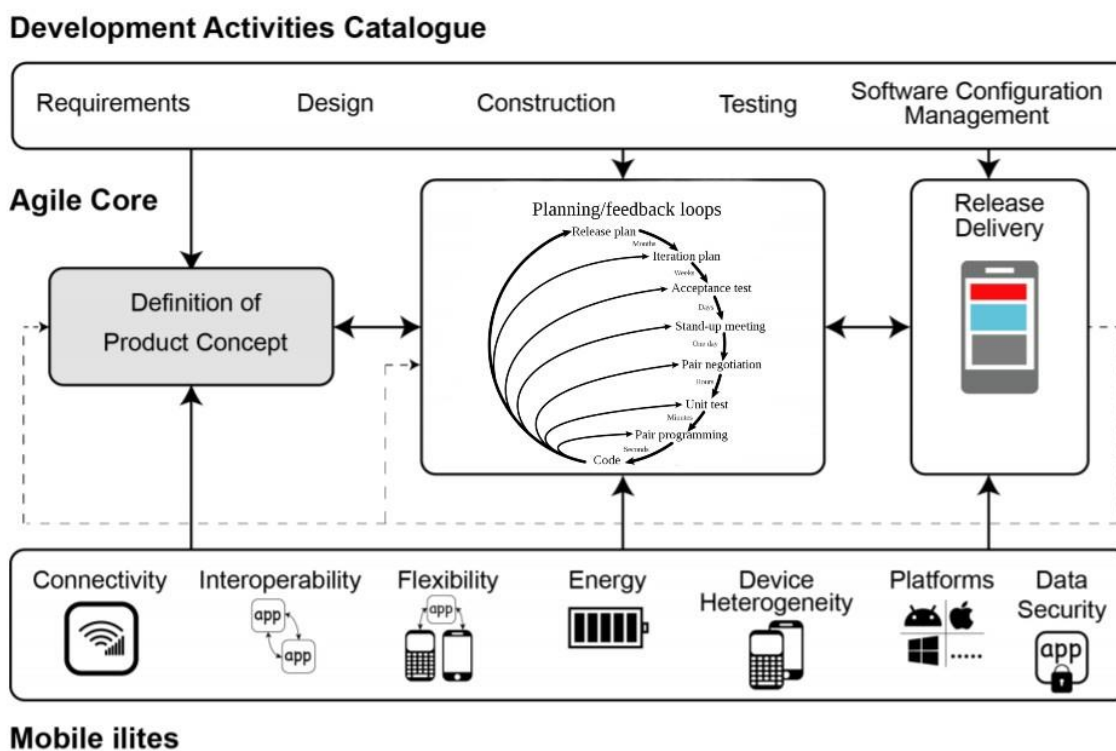 Development Activities Catalogue
Requirements
Design
Construction
Testing
Software Configuration
Management
Agile Core
Definition of
Product Concept
Planning/feedback loops
Release plan
Months
Iteration plan
Weeks
Acceptance test
Days
Stand-up meeting
One day
Pair negotiation
Hours
Unit test
Minutes
Pair programming
Seconds
Code
Release
Delivery
Connectivity
Interoperability
app
app
Flexibility
app
Energy
Device
Heterogeneity
Platforms
.....
Data
Security
app
Mobile ilites